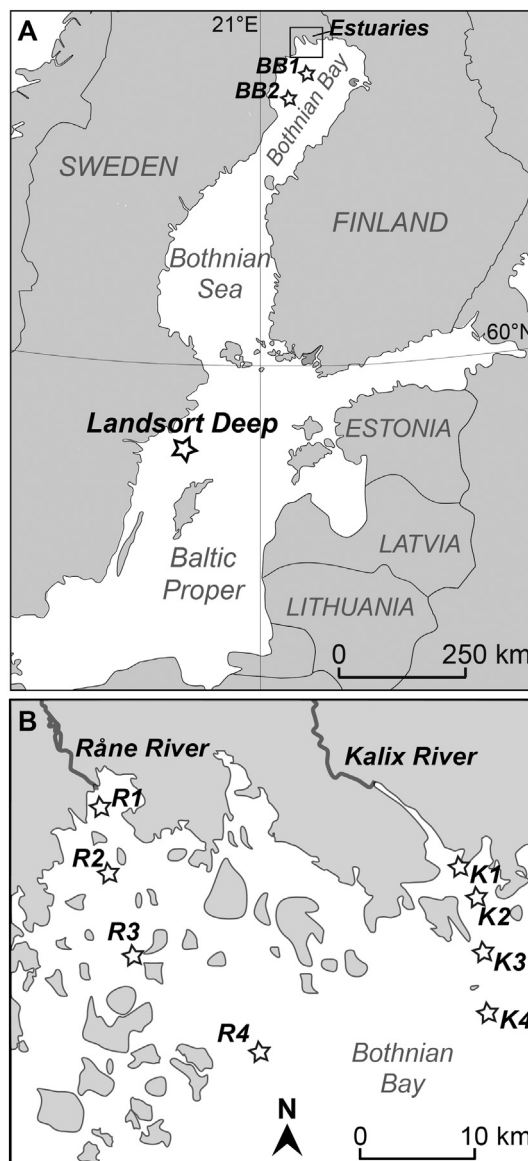 A
21°E
Estuaries
BB1
BB2
Bothnian Bay
SWEDEN
FINLAND
Bothnian
Sea
60°N
Landsort Deep
ESTONIA
LATVIA
Baltic
Proper
LITHUANIA
0
250 km
B
Råne River
Kalix River
R1
R2
K1
K2
R3
K3
K4
R4
Bothnian
Bay
N
0
10 km